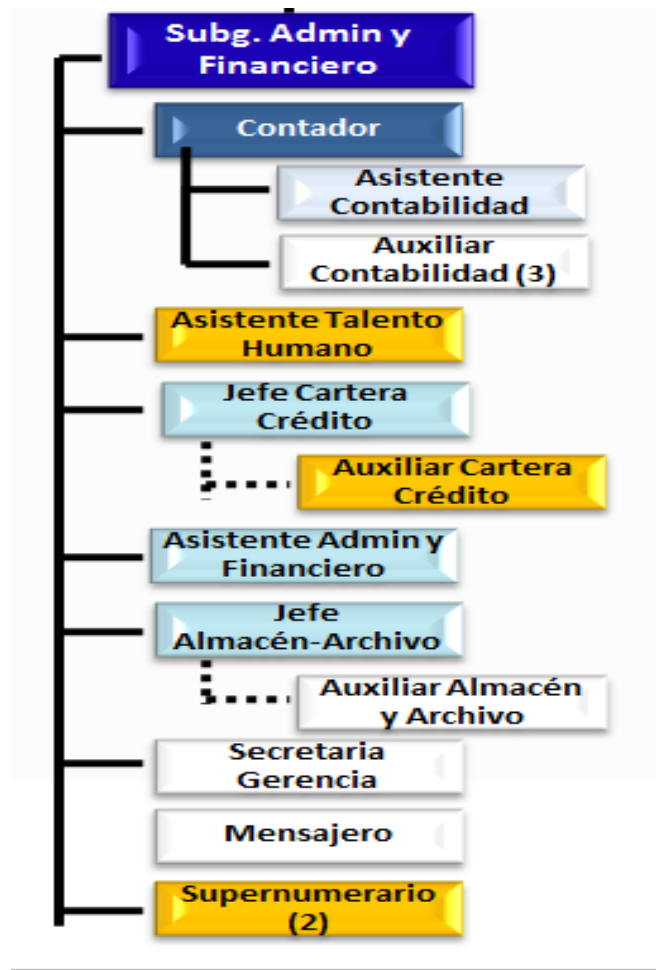 Subg. Admin y
Financiero
Contador
Asistente
Contabilidad
Auxiliar
Contabilidad (3)
Asistente Talento
Humano
Jefe Cartera
Crédito
Auxiliar Cartera
Crédito
Asistente Admin y
Financiero
Jefe
Almacén-Archivo
Auxiliar Almacén
y Archivo
Secretaria
Gerencia
Mensajero
Supernumerario
(2)